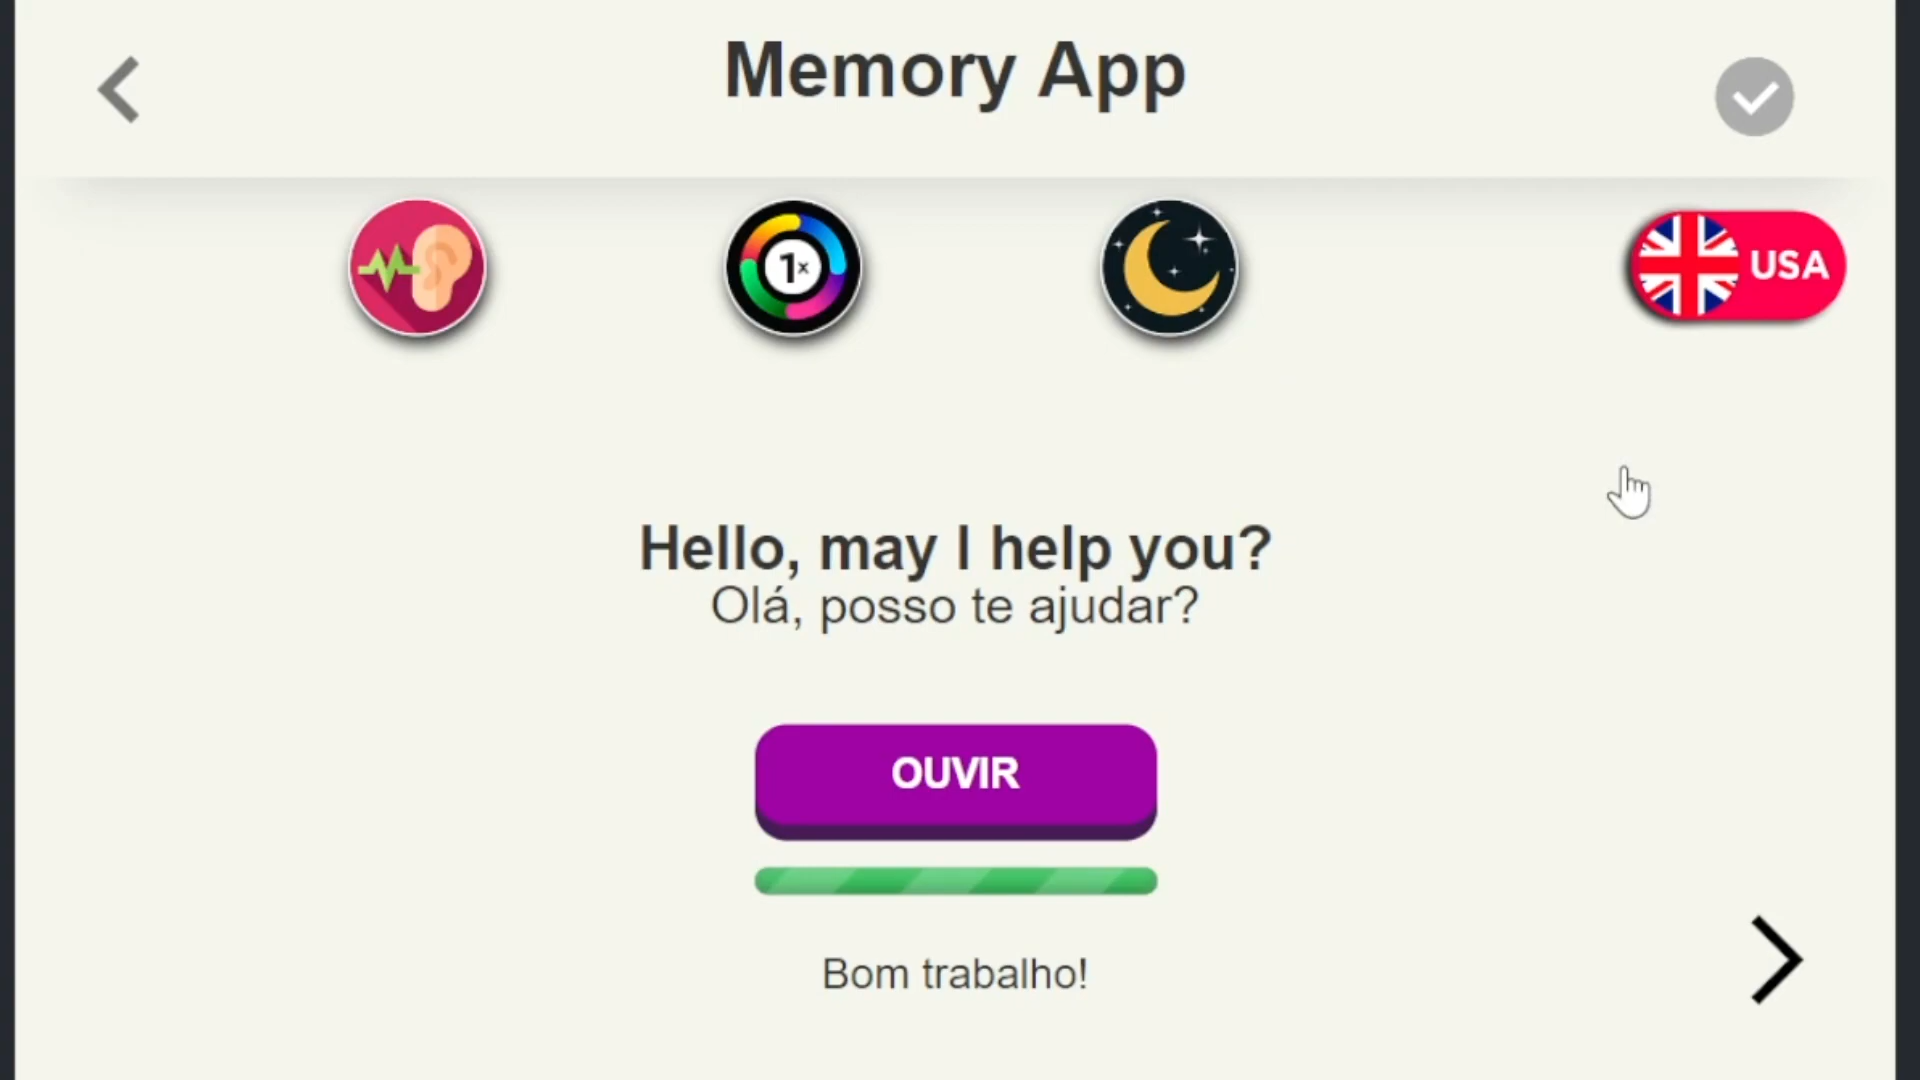 Memory App
1x
USA
Hello, may I help you?
Olá, posso te ajudar?
OUVIR
Bom trabalho!